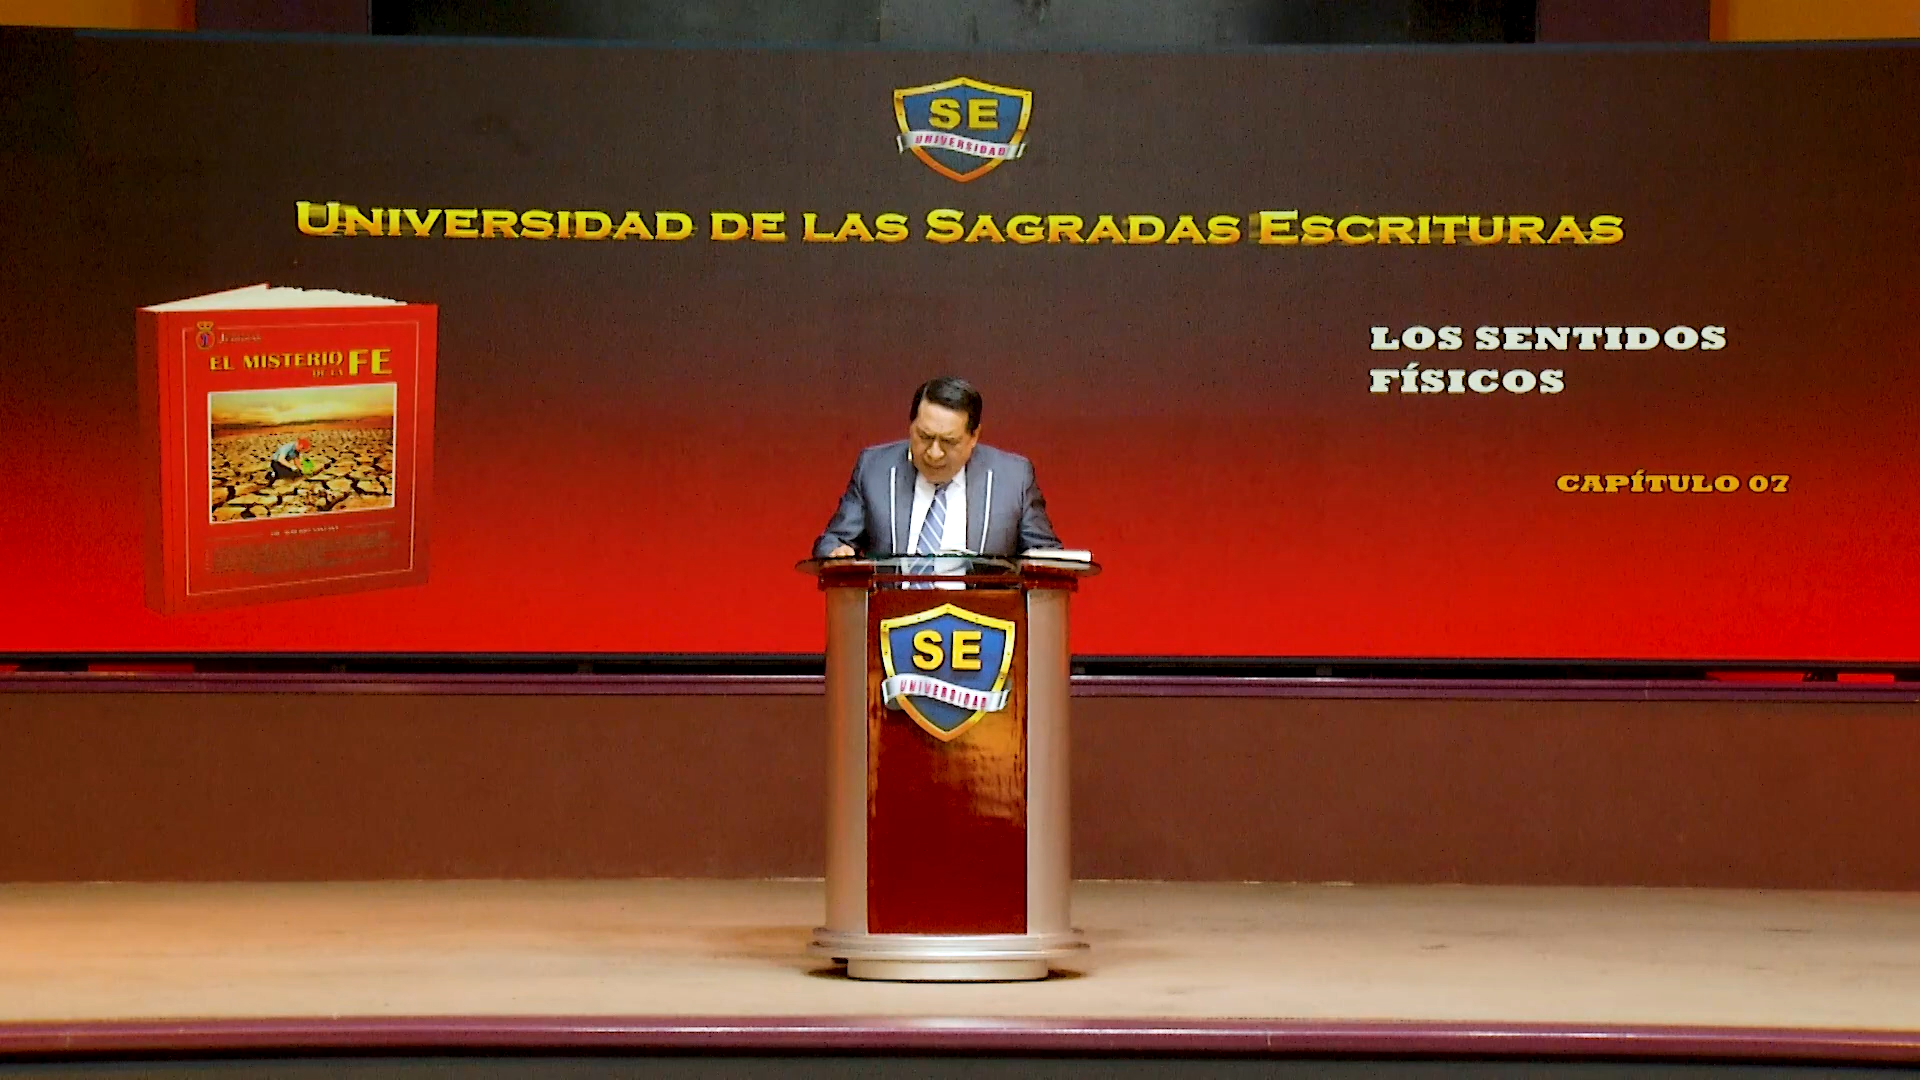 SE
UNIVERSIDAD
UNIVERSIDAD DE LAS SAGRADAS ESCRITURAS
EL MISTERIO
DE LA FE
LOS SENTIDOS
FÍSICOS
CAPÍTULO 07
SE
UNIVERSIDAD